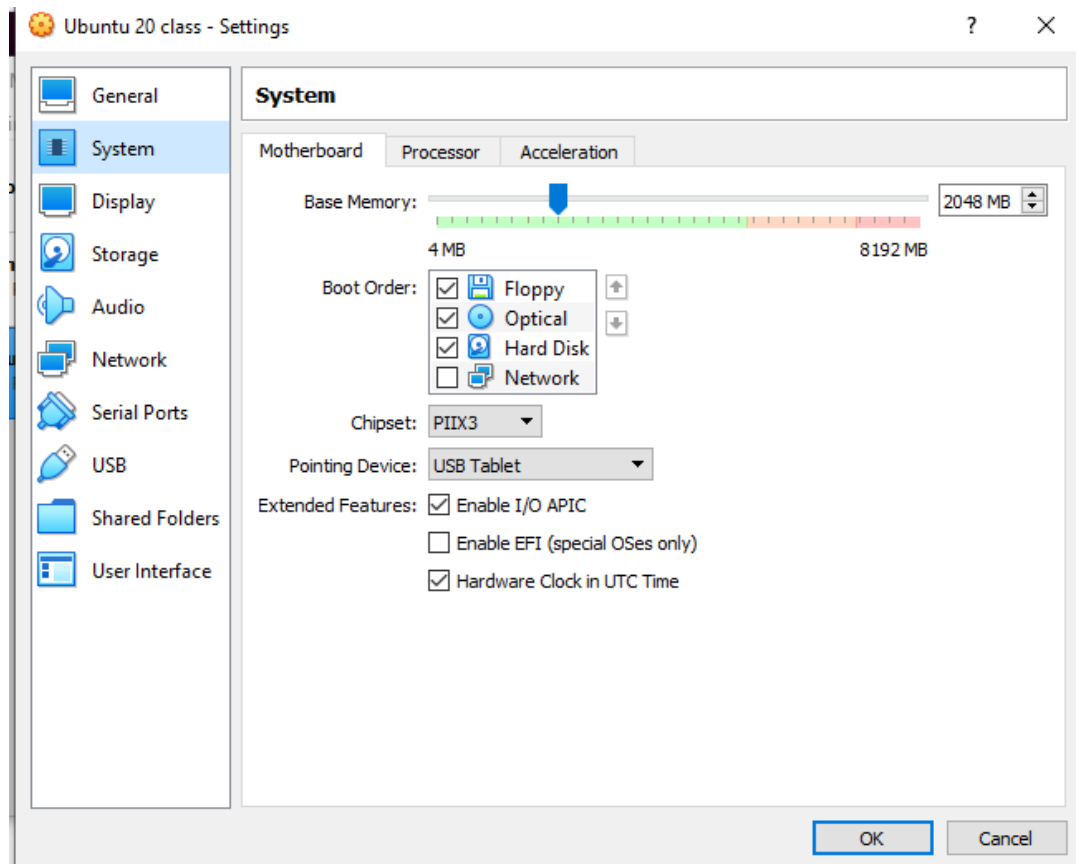 Ubuntu 20 class - Settings ? ×
General
System
Display
Storage
Audio
Network
Serial Ports
USB
Shared Folders
User Interface
System
Motherboard Processor Acceleration
Base Memory: 2048 MB
4 MB 8192 MB
Boot Order: Floppy
Optical
Hard Disk
Network
Chipset: PIIX3
Pointing Device: USB Tablet
Extended Features: Enable I/O APIC
Enable EFI (special OSes only)
Hardware Clock in UTC Time
OK Cancel